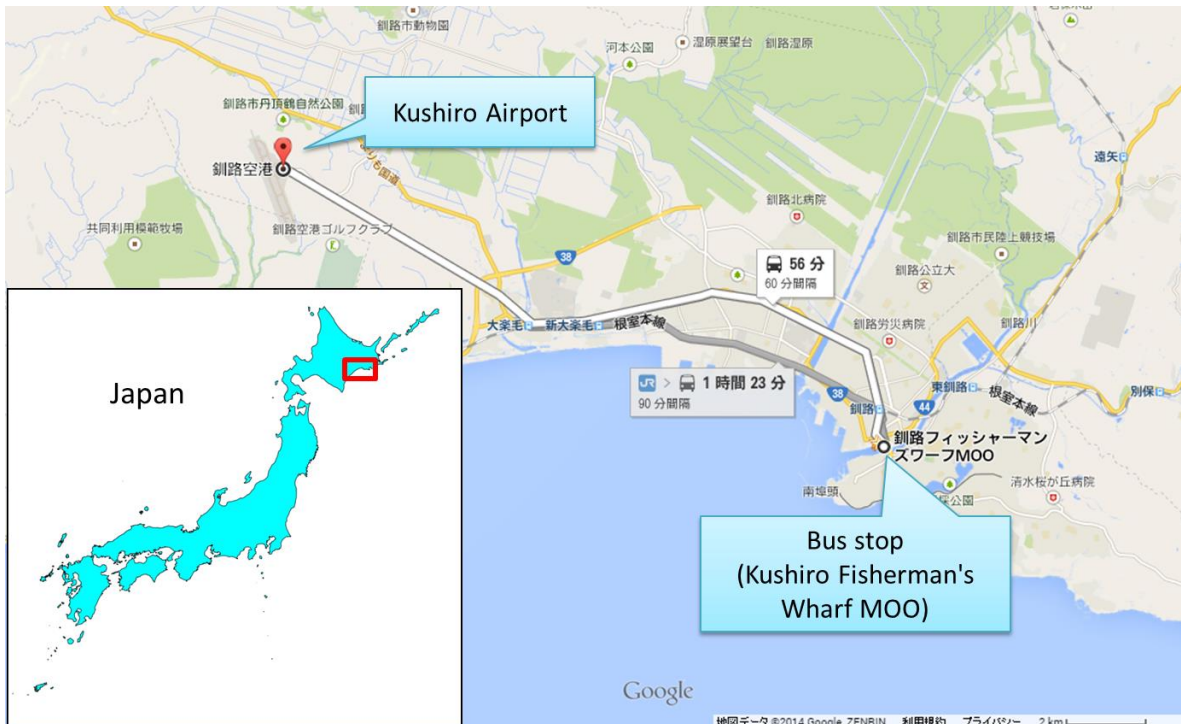 釧路市動物園
河本公園
湿原展望台
釧路湿原
釧路市丹頂鶴自然公園
Kushiro Airport
釧路空港
まりも国道
遠矢
釧路北病院
共同利用模範牧場
釧路空港ゴルフクラブ
釧路市民陸上競技場
38
56 分
60 分間隔
釧路公立大
大楽毛
新大楽毛
根室本線
釧路労災病院
釧路川
Japan
JR > 1 時間 23 分
90 分間隔
38
釧路
44
東釧路
根室本線
別保
釧路フィッシャーマン
ズワーフMOO
南埠頭
清水桜が丘病院
公園
Bus stop
(Kushiro Fisherman's
Wharf MOO)
Google
地図データ ©2014 Google, ZENRIN 利用規約 プライバシー 2 km